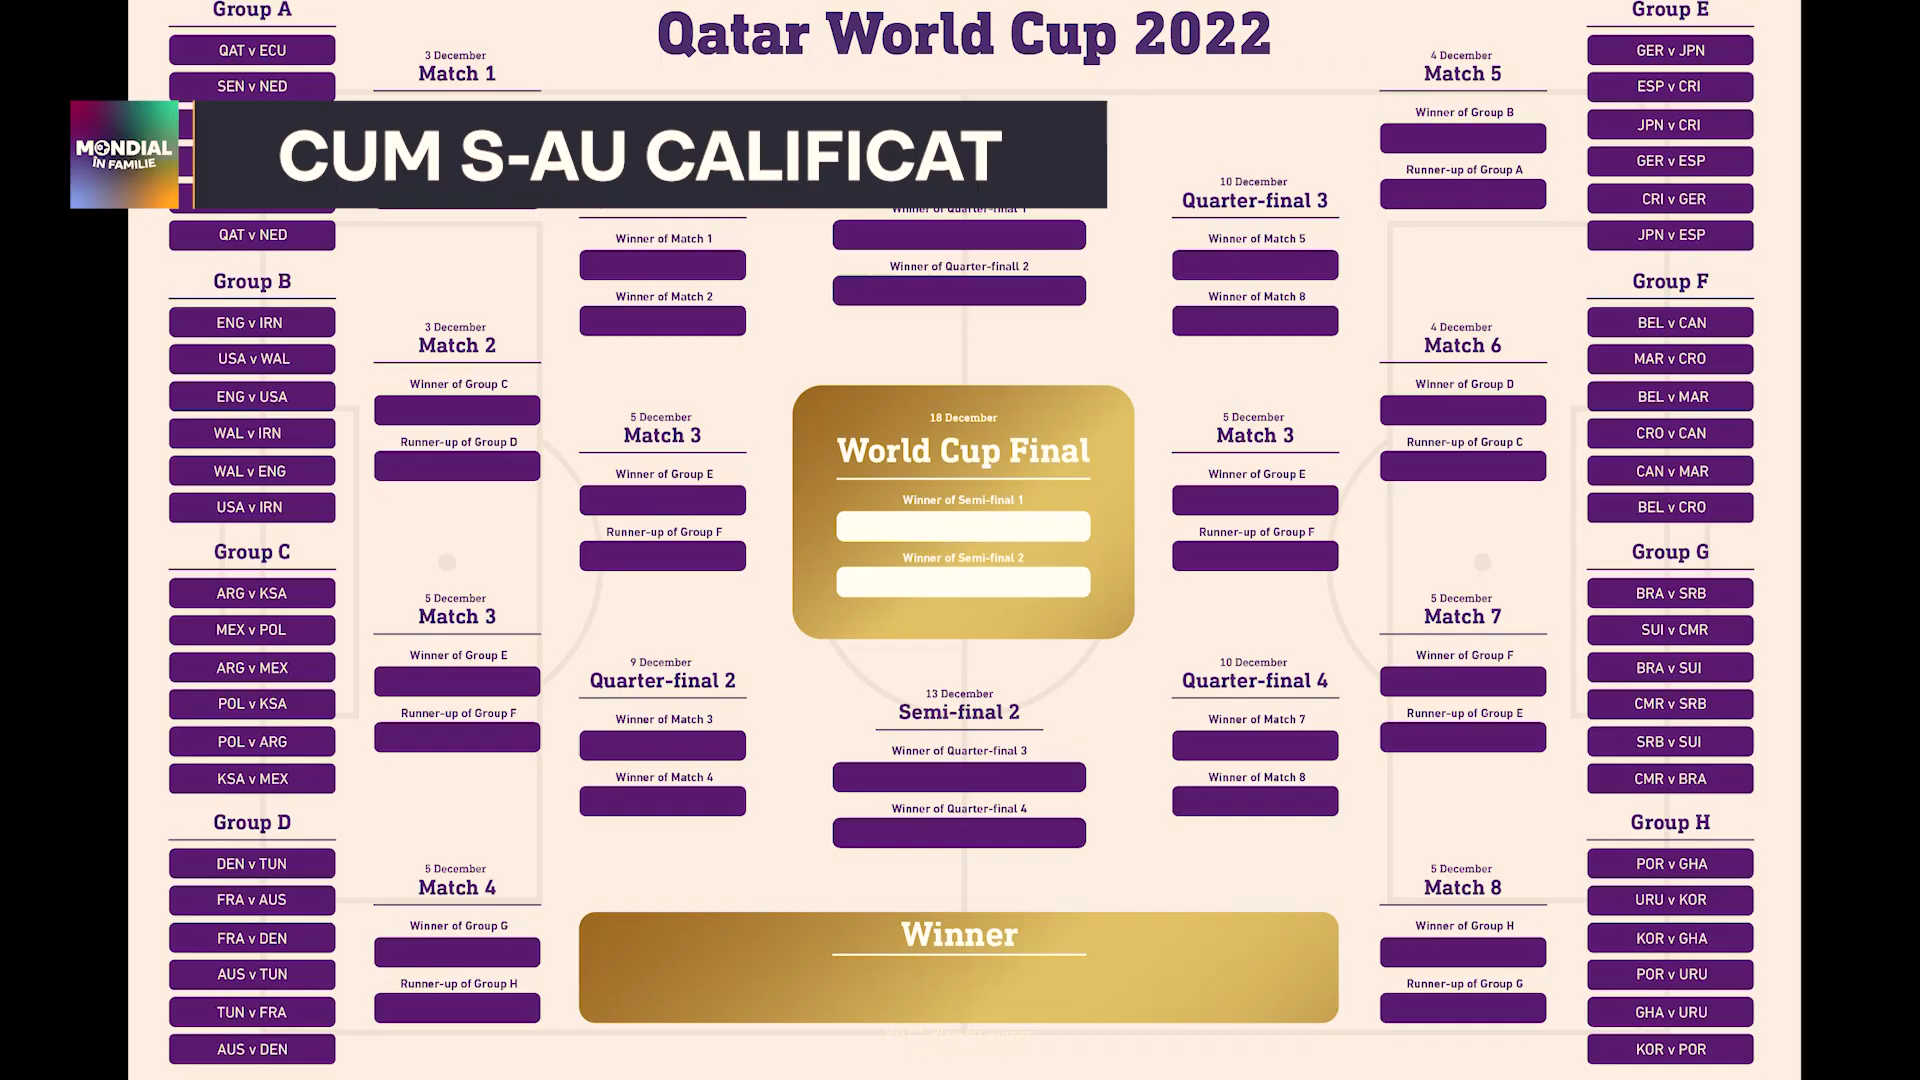 Qatar World Cup 2022
MONDIAL
ÎN FAMILIE
CUM S-AU CALIFICAT
Group A
QAT v ECU
SEN v NED
QAT v NED
Group B
ENG v IRN
USA v WAL
ENG v USA
WAL v IRN
WAL v ENG
USA v IRN
Group C
ARG v KSA
MEX v POL
ARG v MEX
POL v KSA
POL v ARG
KSA v MEX
Group D
DEN v TUN
FRA v AUS
FRA v DEN
AUS v TUN
TUN v FRA
AUS v DEN
3 December
Match 1
3 December
Match 2
Winner of Group C
Runner-up of Group D
5 December
Match 3
Winner of Group E
Runner-up of Group F
5 December
Match 4
Winner of Group G
Runner-up of Group H
Winner of Match 1
Winner of Match 2
5 December
Match 3
Winner of Group E
Runner-up of Group F
9 December
Quarter-final 2
Winner of Match 3
Winner of Match 4
Winner of Quarter-final 1
Winner of Quarter-finall 2
18 December
World Cup Final
Winner of Semi-final 1
Winner of Semi-final 2
13 December
Semi-final 2
Winner of Quarter-final 3
Winner of Quarter-final 4
Winner
10 December
Quarter-final 3
Winner of Match 5
Winner of Match 8
5 December
Match 3
Winner of Group E
Runner-up of Group F
10 December
Quarter-final 4
Winner of Match 7
Winner of Match 8
4 December
Match 5
Winner of Group B
Runner-up of Group A
4 December
Match 6
Winner of Group D
Runner-up of Group C
5 December
Match 7
Winner of Group F
Runner-up of Group E
5 December
Match 8
Winner of Group H
Runner-up of Group G
Group E
GER v JPN
ESP v CRI
JPN v CRI
GER v ESP
CRI v GER
JPN v ESP
Group F
BEL v CAN
MAR v CRO
BEL v MAR
CRO v CAN
CAN v MAR
BEL v CRO
Group G
BRA v SRB
SUI v CMR
BRA v SUI
CMR v SRB
SRB v SUI
CMR v BRA
Group H
POR v GHA
URU v KOR
KOR v GHA
POR v URU
GHA v URU
KOR v POR